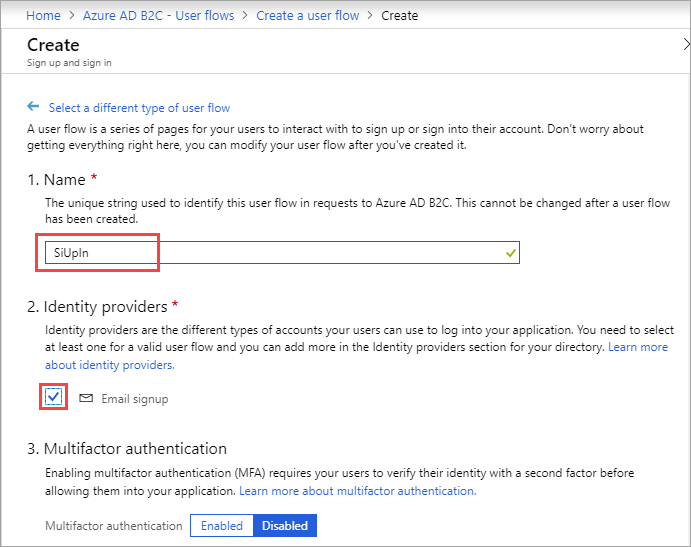 Home > Azure AD B2C - User flows > Create a user flow > Create
Create
Sign up and sign in
Select a different type of user flow
A user flow is a series of pages for your users to interact with to sign up or sign into their account. Don't worry about
getting everything right here, you can modify your user flow after you've created it.
1. Name *
The unique string used to identify this user flow in requests to Azure AD B2C. This cannot be changed after a user flow
has been created.
SiUpIn
2. Identity providers *
Identity providers are the different types of accounts your users can use to log into your application. You need to select
at least one for a valid user flow and you can add more in the Identity providers section for your directory. Learn more
about identity providers.
Email signup
3. Multifactor authentication
Enabling multifactor authentication (MFA) requires your users to verify their identity with a second factor before
allowing them into your application. Learn more about multifactor authentication.
Multifactor authentication Enabled Disabled